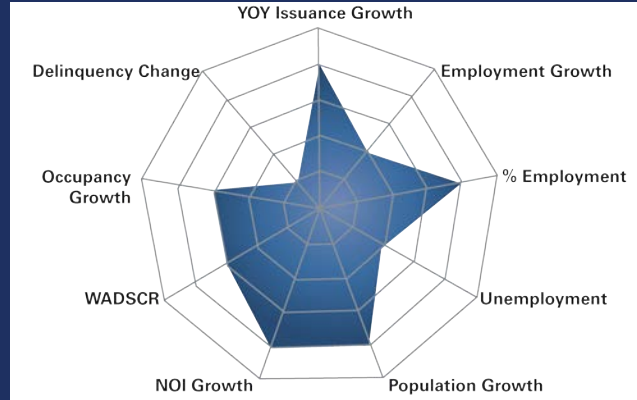 YOY Issuance Growth
Delinquency Change
Employment Growth
Occupancy
Growth
% Employment
WADSCR
Unemployment
NOI Growth
Population Growth